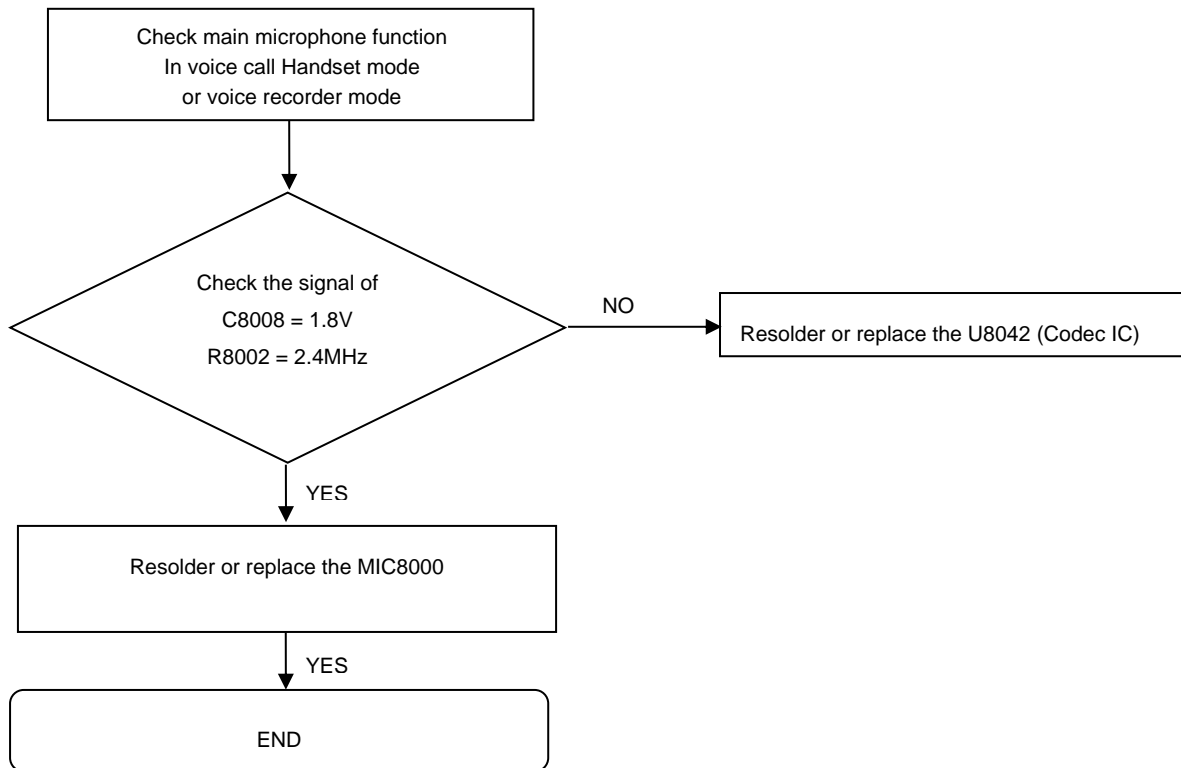 Check main microphone function
In voice call Handset mode
or voice recorder mode
Check the signal of
C8008 = 1.8V
R8002 = 2.4MHz
NO
Resolder or replace the U8042 (Codec IC)
YES
Resolder or replace the MIC8000
YES
END